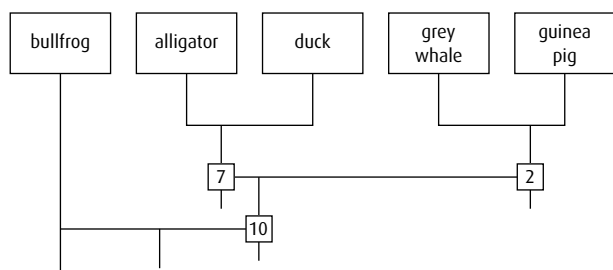 bullfrog
alligator
duck
grey
whale
guinea
pig
7
2
10